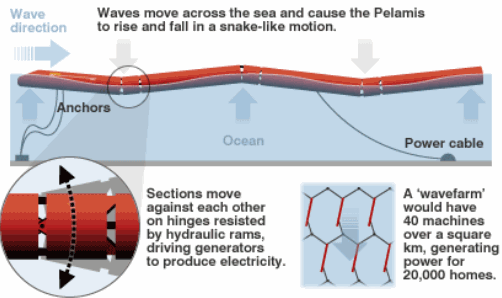 Wave
direction
Waves move across the sea and cause the Pelamis
to rise and fall in a snake-like motion.
Anchors
Ocean
Power cable
Sections move
against each other
on hinges resisted
by hydraulic rams,
driving generators
to produce electricity.
A ‘wavefarm’
would have
40 machines
over a square
km, generating
power for
20,000 homes.